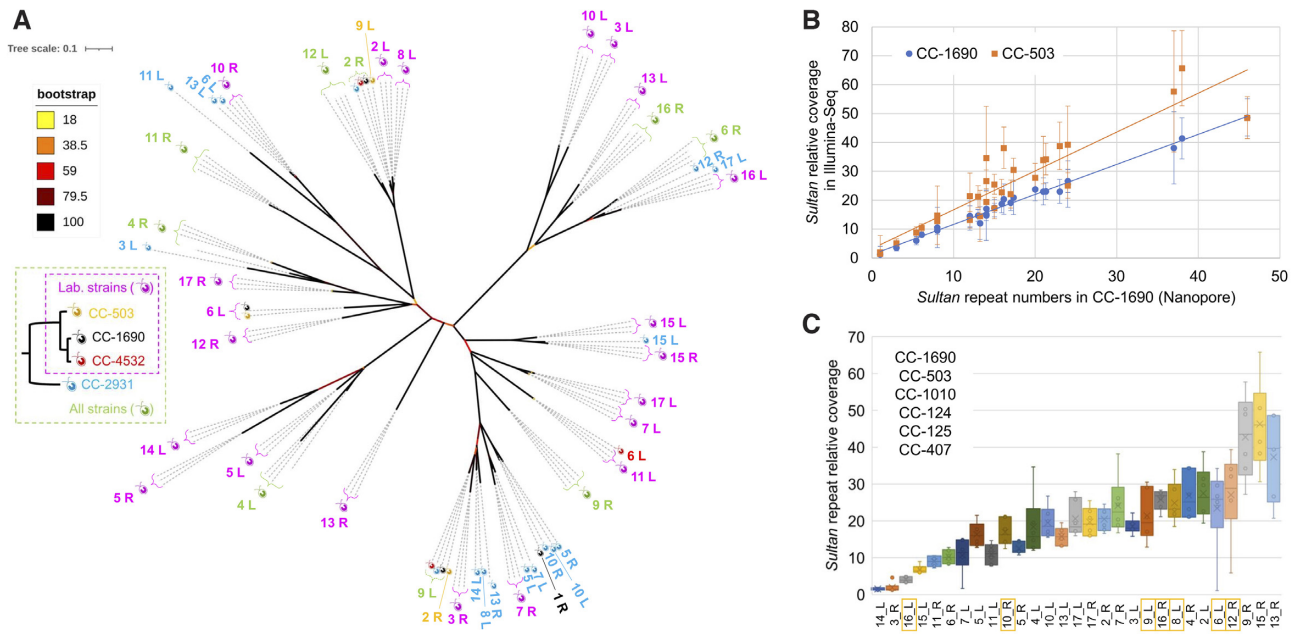 A
Tree scale: 0.1
bootstrap
18
38.5
59
79.5
100
Lab. strains ( )
CC-503
CC-1690
CC-4532
CC-2931
All strains ( )
9 L
12 L
2 R
2 L
8 L
10 L
3 L
11 L
6 L
13 L
10 R
13 L
16 R
11 R
6 R
12 R
17 L
16 L
4 R
3 L
17 R
6 L
12 R
15 L
15 L
15 R
17 L
7 L
6 L
11 L
9 R
14 L
5 R
5 L
4 L
13 R
9 L
2 R
3 R
14 L
8 L
13 R
5 L
7 L
7 R
10 R
1 R
5 R
10 L
B
80
70
60
50
40
30
20
10
0
CC-1690
CC-503
Sultan relative coverage
in Illumina-Seq
0 10 20 30 40 50
Sultan repeat numbers in CC-1690 (Nanopore)
C
70
60
50
40
30
20
10
0
CC-1690
CC-503
CC-1010
CC-124
CC-125
CC-407
Sultan repeat relative coverage
14_L
3_R
16_L
15_L
11_R
6_R
7_L
5_L
11_L
10_R
5_R
4_L
10_L
13_L
17_L
17_R
2_R
7_R
3_L
9_L
16_R
8_L
4_R
2_L
6_L
12_R
9_R
15_R
13_R